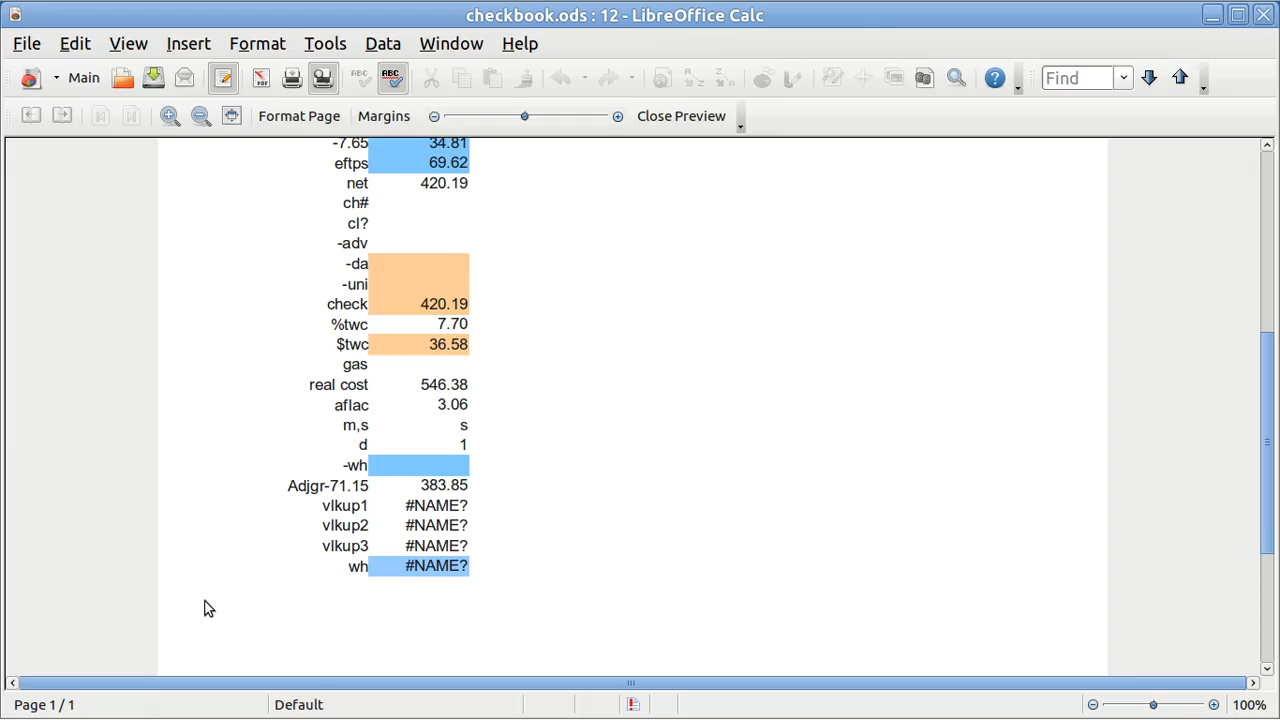 checkbook.ods : 12 - LibreOffice Calc
File Edit View Insert Format Tools Data Window Help
Main
Find
Format Page Margins Close Preview
-7.65 34.81
eftps 69.62
net 420.19
ch#
cl?
-adv
-da
-uni
check 420.19
%twc 7.70
$twc 36.58
gas
real cost 546.38
aflac 3.06
m,s s
d 1
-wh
Adjgr-71.15 383.85
vlkup1 #NAME?
vlkup2 #NAME?
vlkup3 #NAME?
wh #NAME?
Page 1 / 1 Default 100%